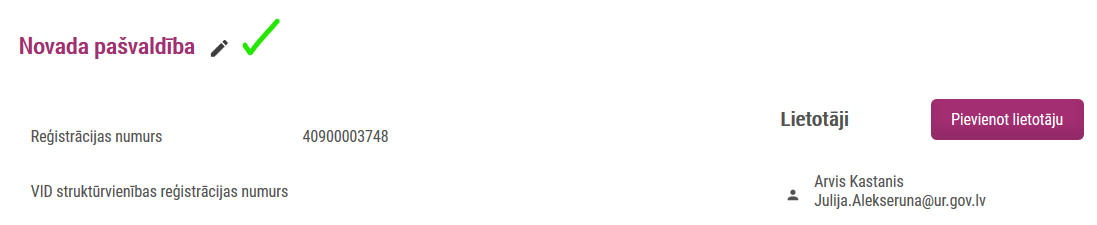 Novada pašvaldība
Reģistrācijas numurs 40900003748
VID struktūrvienības reģistrācijas numurs
Lietotāji
Pievienot lietotāju
Arvis Kastanis
Julija.Alekseruna@ur.gov.lv